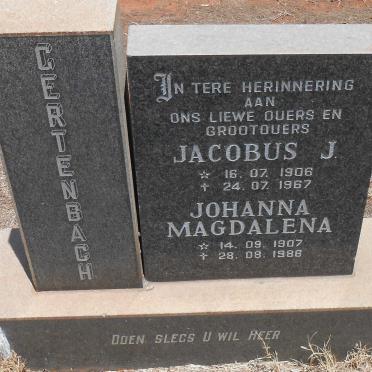 GERTENBACH
IN TERE HERINNERING
AAN
ONS LIEWE OUERS EN
GROOTOUERS
JACOBUS J.
☆ 16. 07. 1906
† 24. 07. 1967
JOHANNA
MAGDALENA
☆ 14. 09. 1907
† 28. 08. 1986
DOEN SLEGS U WIL HEER